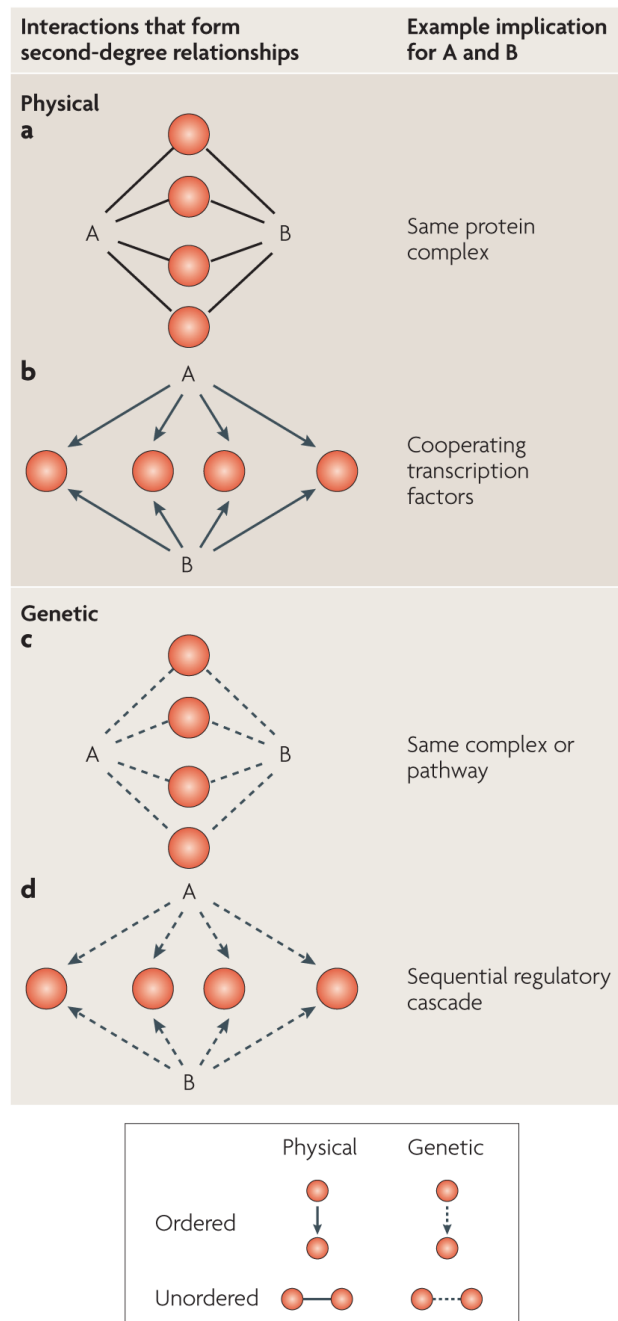 Interactions that form
second-degree relationships
Example implication
for A and B
Physical
a
A
B
Same protein
complex
b
A
B
Cooperating
transcription
factors
Genetic
c
A
B
Same complex or
pathway
d
A
B
Sequential regulatory
cascade
Physical
Genetic
Ordered
Unordered